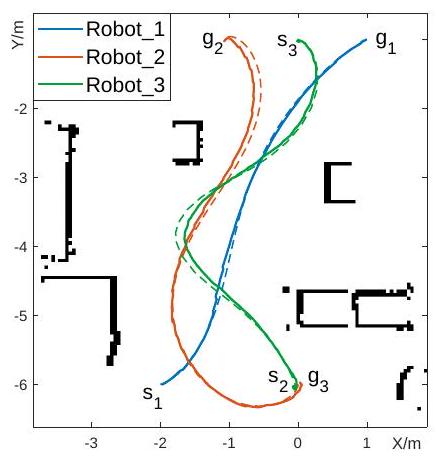 Y/m
Robot_1
Robot_2
Robot_3
g2 s3 g1
-2
-3
-4
-5
-6
s1 s2 g3
-3 -2 -1 0 1 X/m